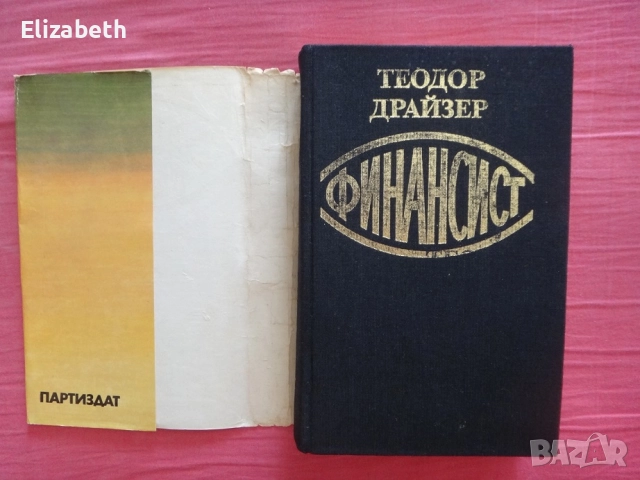 Elizabeth
ТЕОДОР
ДРАЙЗЕР
ФИНАНСИСТ
ПАРТИЗДАТ
BAZAR